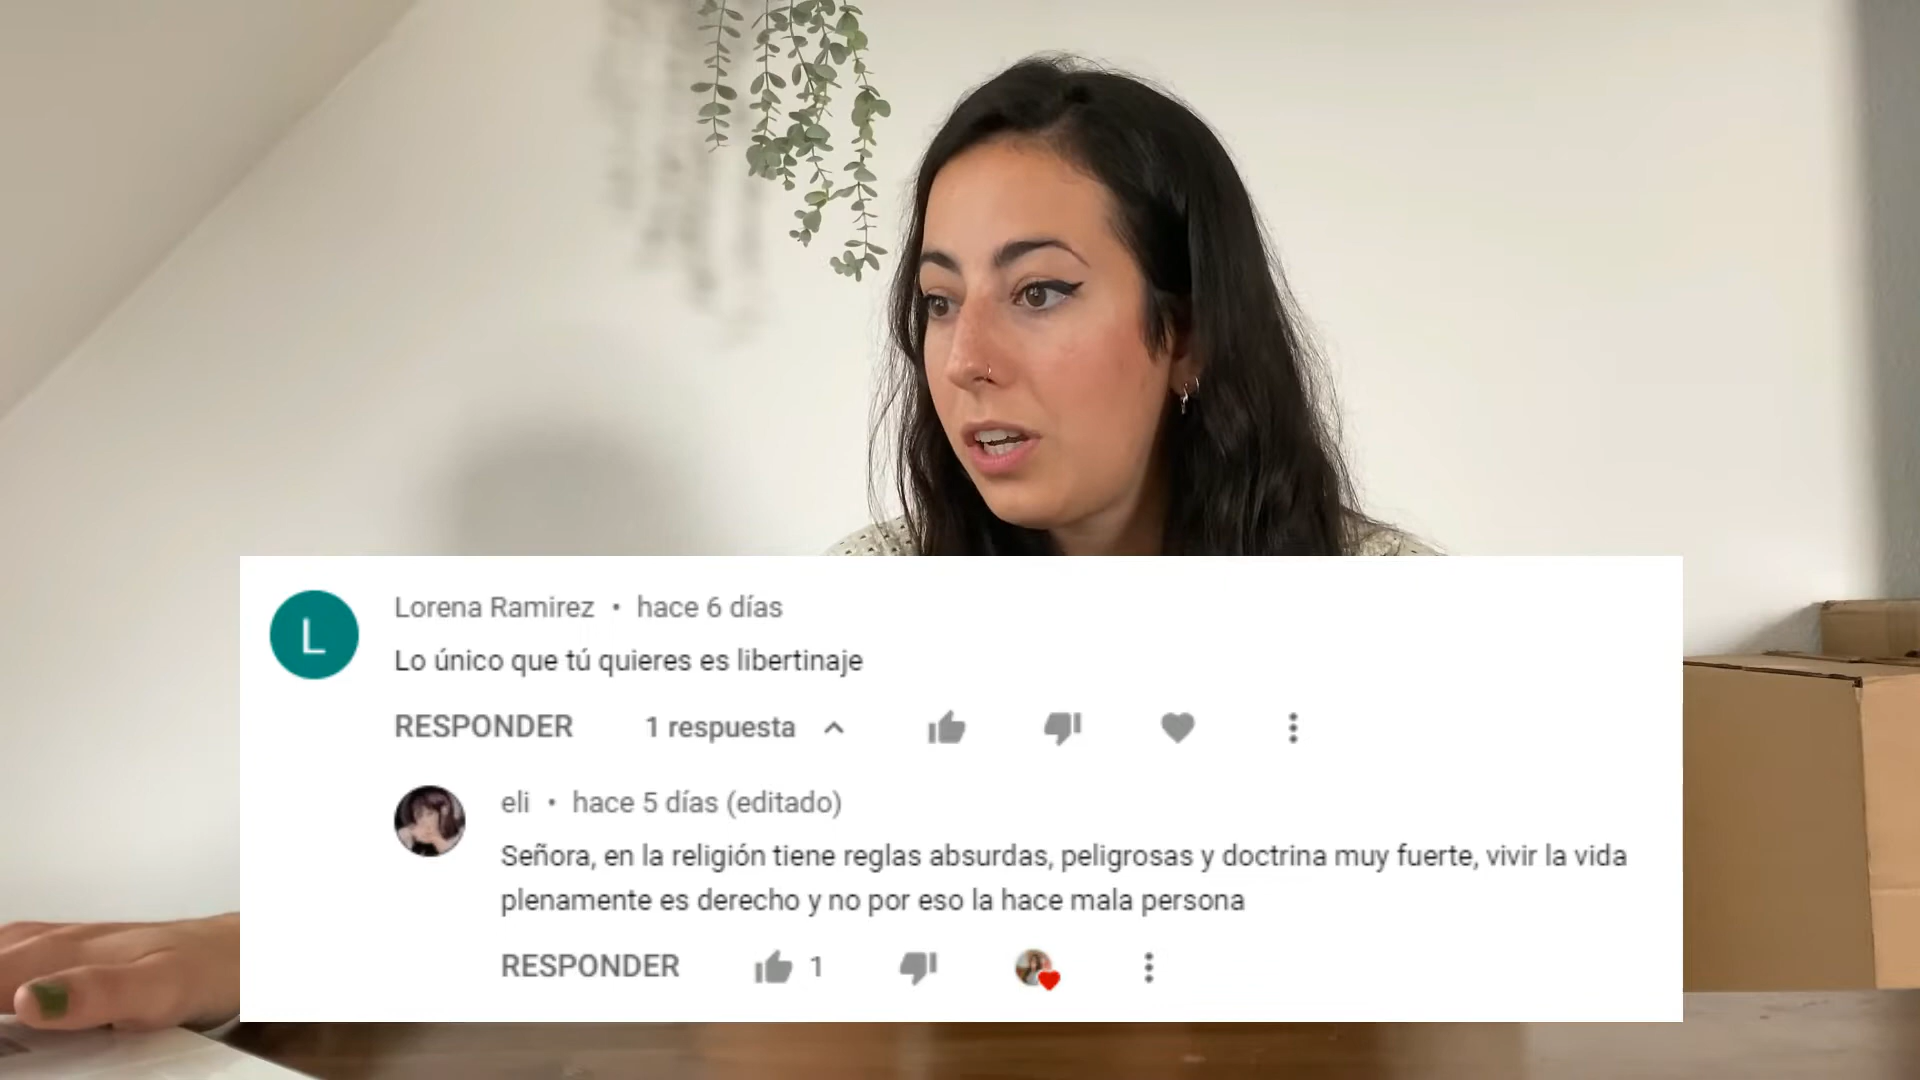 L
Lorena Ramirez • hace 6 días
Lo único que tú quieres es libertinaje
RESPONDER 1 respuesta
eli • hace 5 días (editado)
Señora, en la religión tiene reglas absurdas, peligrosas y doctrina muy fuerte, vivir la vida
plenamente es derecho y no por eso la hace mala persona
RESPONDER 1